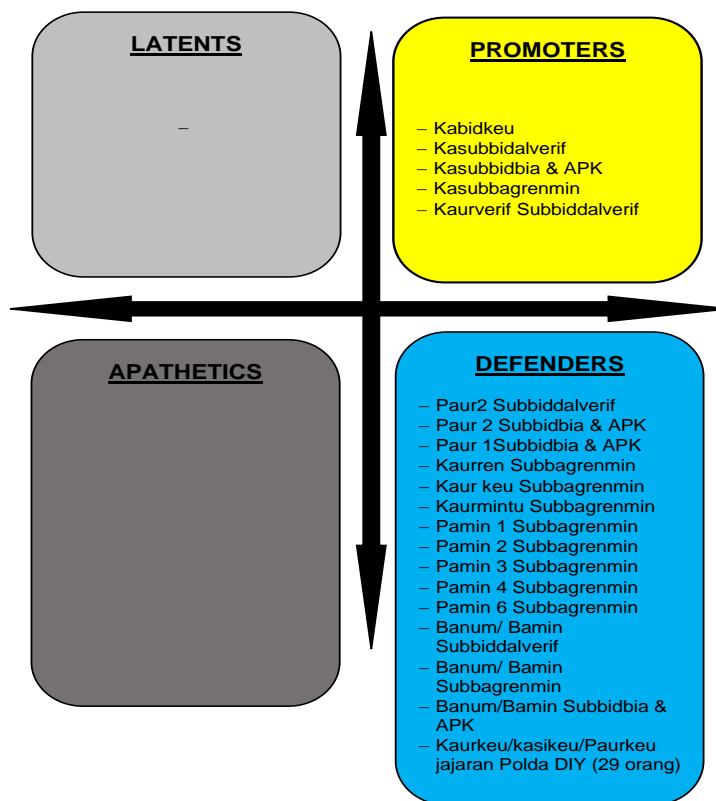 LATENTS
–
PROMOTERS
– Kabidkeu
– Kasubbidalverif
– Kasubbidbia & APK
– Kasubbagrenmin
– Kaurverif Subbiddalverif
APATHETICS
DEFENDERS
– Paur2 Subbiddalverif
– Paur 2 Subbidbia & APK
– Paur 1Subbidbia & APK
– Kaurren Subbagrenmin
– Kaur keu Subbagrenmin
– Kaurmintu Subbagrenmin
– Pamin 1 Subbagrenmin
– Pamin 2 Subbagrenmin
– Pamin 3 Subbagrenmin
– Pamin 4 Subbagrenmin
– Pamin 6 Subbagrenmin
– Banum/ Bamin
Subbiddalverif
– Banum/ Bamin
Subbagrenmin
– Banum/Bamin Subbidbia &
APK
– Kaurkeu/kasikeu/Paurkeu
jajaran Polda DIY (29 orang)